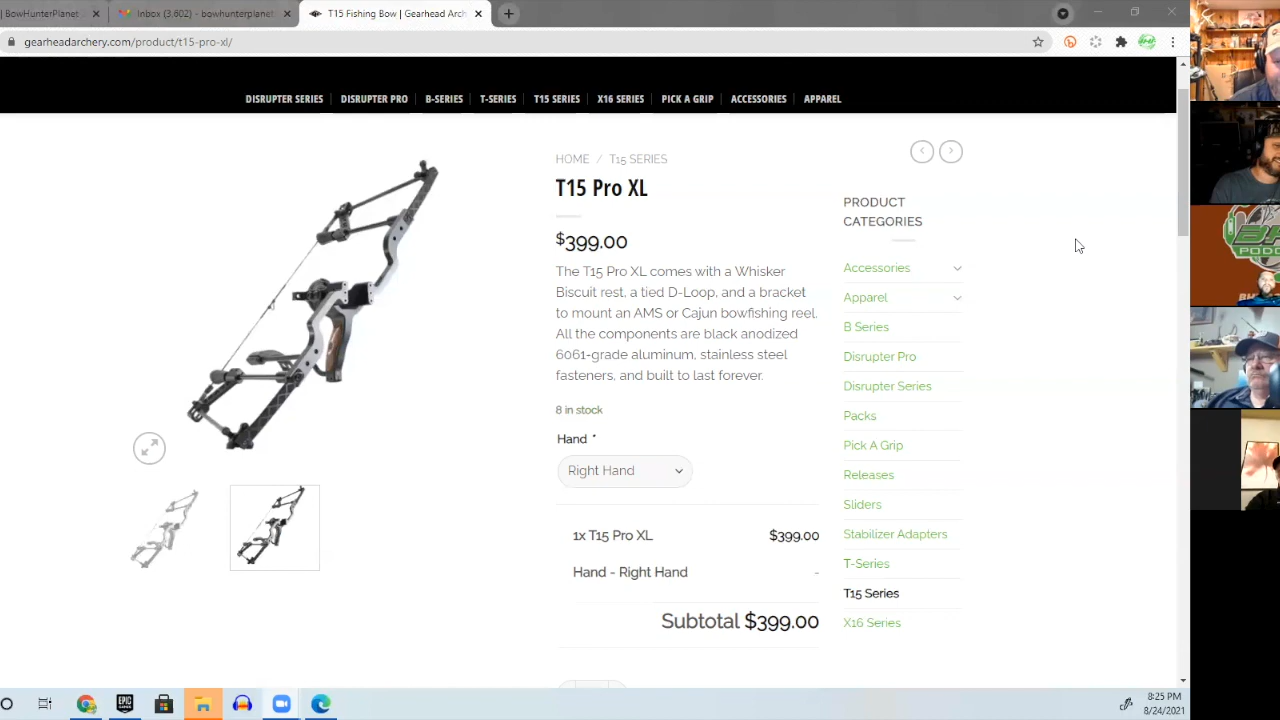 BowHunterPlanet
Inbox (3,602) - bowhunterplanet
T15 Fishing Bow | Gearhead Arch
gearheadarchery.com/product/t15-pro-xl/
DISRUPTER SERIES
DISRUPTER PRO
B-SERIES
T-SERIES
T15 SERIES
X16 SERIES
PICK A GRIP
ACCESSORIES
APPAREL
HOME / T15 SERIES
T15 Pro XL
$399.00
The T15 Pro XL comes with a Whisker
Biscuit rest, a tied D-Loop, and a bracket
to mount an AMS or Cajun bowfishing reel.
All the components are black anodized
6061-grade aluminum, stainless steel
fasteners, and built to last forever.
8 in stock
Hand *
Right Hand
1x T15 Pro XL $399.00
Hand - Right Hand -
Subtotal $399.00
PRODUCT
CATEGORIES
Accessories
Apparel
B Series
Disrupter Pro
Disrupter Series
Packs
Pick A Grip
Releases
Sliders
Stabilizer Adapters
T-Series
T15 Series
X16 Series
EPIC
GAMES
8:25 PM
8/24/2021